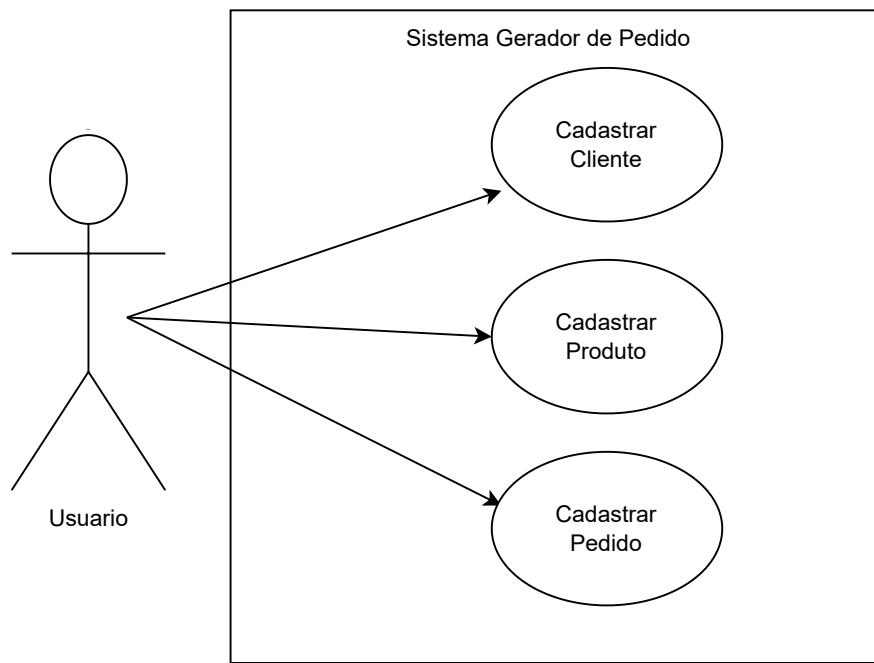 Sistema Gerador de Pedido
Cadastrar
Cliente
Cadastrar
Produto
Cadastrar
Pedido
Usuario